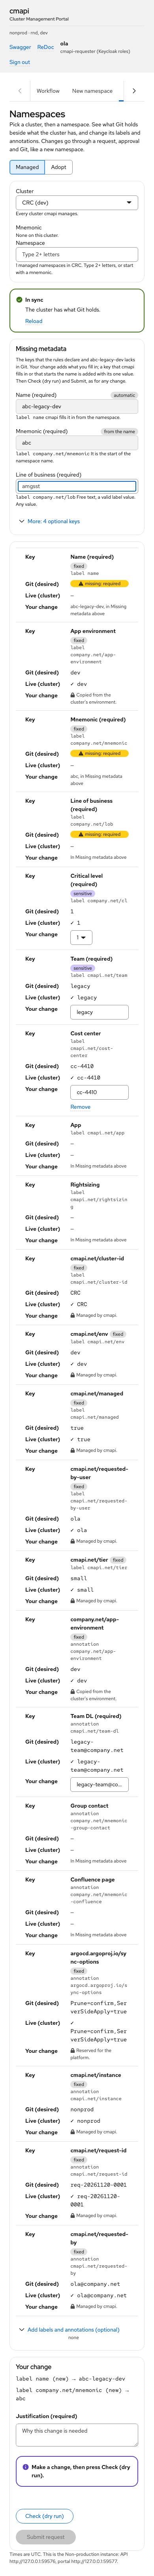 cmapi
Cluster Management Portal
nonprod · rnd, dev
Swagger
ReDoc
ola
cmapi-requester (Keycloak roles)
Sign out
Workflow
New namespace
Namespaces
Pick a cluster, then a namespace. See what Git holds
beside what the cluster has, and change its labels and
annotations. Changes go through a request, approval
and Git, like a new namespace.
Managed
Adopt
Cluster
CRC (dev)
Every cluster cmapi manages.
Mnemonic
None on this cluster.
Namespace
Type 2+ letters
1 managed namespaces in CRC. Type 2+ letters, or start
with a mnemonic.
In sync
The cluster has what Git holds.
Reload
Missing metadata
The keys that the rules declare and abc-legacy-dev lacks
in Git. Your change adds what you fill in; a key that stays
empty is not added. A value that the form fills in or
works out is added with the first one of yours.
Then Check (dry run) and Submit, as for any change.
Name (required)
automatic
abc-legacy-dev
label name cmapi fills it in from the namespace.
Mnemonic (required)
from the name
abc
label company.net/mnemonic It is the start of the
namespace name.
Line of business (required)
amgsst
label company.net/lob Free text, a valid label value.
Any value.
More: 4 optional keys
Key
Name (required)
fixed
label name
Git (desired)
missing: required
Live (cluster)
—
Your change
abc-legacy-dev, in Missing
metadata above
Key
App environment
fixed
label
company.net/app-
environment
Git (desired)
dev
Live (cluster)
✓ dev
Your change
Copied from the
cluster's environment.
Key
Mnemonic (required)
fixed
label
company.net/mnemonic
Git (desired)
missing: required
Live (cluster)
—
Your change
abc, in Missing metadata
above
Key
Line of business
(required)
label
company.net/lob
Git (desired)
missing: required
Live (cluster)
—
Your change
In Missing metadata above
Key
Critical level
(required)
sensitive
label company.net/cl
Git (desired)
1
Live (cluster)
✓ 1
Your change
1
Key
Team (required)
sensitive
label cmapi.net/team
Git (desired)
legacy
Live (cluster)
✓ legacy
Your change
legacy
Key
Cost center
label
cmapi.net/cost-
center
Git (desired)
cc-4410
Live (cluster)
✓ cc-4410
Your change
cc-4410
Remove
Key
App
label cmapi.net/app
Git (desired)
—
Live (cluster)
—
Your change
In Missing metadata above
Key
Rightsizing
label
cmapi.net/rightsizin
g
Git (desired)
—
Live (cluster)
—
Your change
In Missing metadata above
Key
cmapi.net/cluster-id
fixed
label
cmapi.net/cluster-id
Git (desired)
CRC
Live (cluster)
✓ CRC
Your change
Managed by cmapi.
Key
cmapi.net/env
fixed
label cmapi.net/env
Git (desired)
dev
Live (cluster)
✓ dev
Your change
Managed by cmapi.
Key
cmapi.net/managed
fixed
label
cmapi.net/managed
Git (desired)
true
Live (cluster)
✓ true
Your change
Managed by cmapi.
Key
cmapi.net/requested-
by-user
fixed
label
cmapi.net/requested-
by-user
Git (desired)
ola
Live (cluster)
✓ ola
Your change
Managed by cmapi.
Key
cmapi.net/tier
fixed
label cmapi.net/tier
Git (desired)
small
Live (cluster)
✓ small
Your change
Managed by cmapi.
Key
company.net/app-
environment
fixed
annotation
company.net/app-
environment
Git (desired)
dev
Live (cluster)
✓ dev
Your change
Copied from the
cluster's environment.
Key
Team DL (required)
annotation
cmapi.net/team-dl
Git (desired)
legacy-
team@company.net
Live (cluster)
✓ legacy-
team@company.net
Your change
legacy-team@co...
Key
Group contact
annotation
company.net/mnemonic
-group-contact
Git (desired)
—
Live (cluster)
—
Your change
In Missing metadata above
Key
Confluence page
annotation
company.net/mnemonic
-confluence
Git (desired)
—
Live (cluster)
—
Your change
In Missing metadata above
Key
argocd.argoproj.io/sy
nc-options
fixed
annotation
argocd.argoproj.io/s
ync-options
Git (desired)
Prune=confirm,Ser
verSideApply=true
Live (cluster)
✓
Prune=confirm,Ser
verSideApply=true
Your change
Reserved for the
platform.
Key
cmapi.net/instance
fixed
annotation
cmapi.net/instance
Git (desired)
nonprod
Live (cluster)
✓ nonprod
Your change
Managed by cmapi.
Key
cmapi.net/request-id
fixed
annotation
cmapi.net/request-id
Git (desired)
req-20261120-0001
Live (cluster)
✓ req-20261120-
0001
Your change
Managed by cmapi.
Key
cmapi.net/requested-
by
fixed
annotation
cmapi.net/requested-
by
Git (desired)
ola@company.net
Live (cluster)
✓ ola@company.net
Your change
Managed by cmapi.
Add labels and annotations (optional)
none
Your change
label name (new) → abc-legacy-dev
label company.net/mnemonic (new) →
abc
Justification (required)
Why this change is needed
Make a change, then press Check (dry
run).
Check (dry run)
Submit request
Times are UTC. This is the Non-production instance. API
http://127.0.0.1:59576, portal http://127.0.0.1:59577.